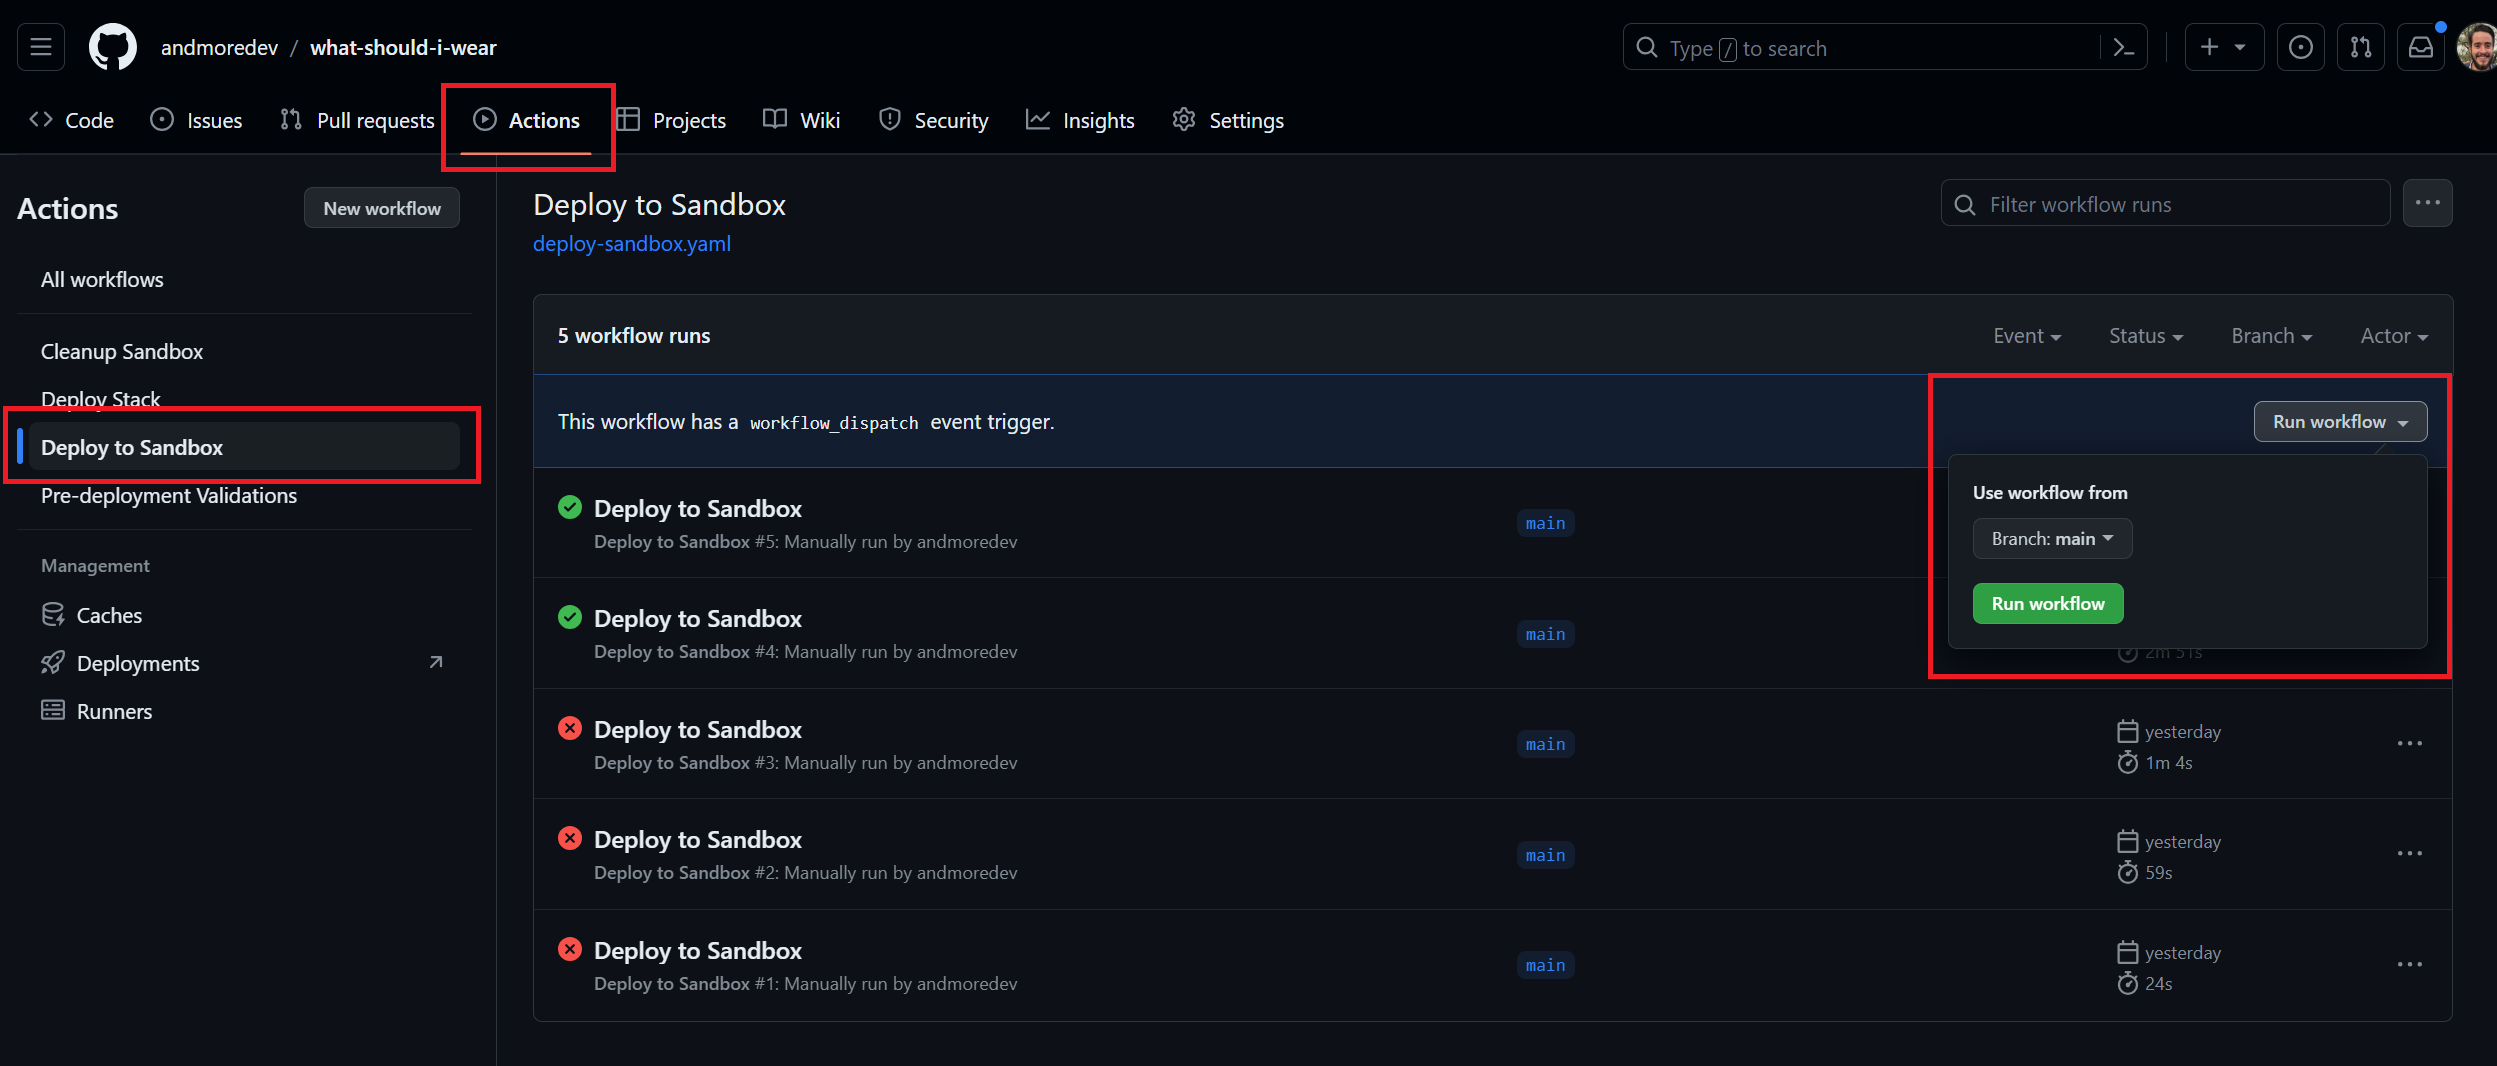 andmoredev / what-should-i-wear
Type / to search
Code
Issues
Pull requests
Actions
Projects
Wiki
Security
Insights
Settings
Actions
New workflow
All workflows
Cleanup Sandbox
Deploy Stack
Deploy to Sandbox
Pre-deployment Validations
Management
Caches
Deployments
Runners
Deploy to Sandbox
deploy-sandbox.yaml
Filter workflow runs
5 workflow runs
Event
Status
Branch
Actor
This workflow has a workflow_dispatch event trigger.
Run workflow
Use workflow from
Branch: main
Run workflow
Deploy to Sandbox
Deploy to Sandbox #5: Manually run by andmoredev
main
Deploy to Sandbox
Deploy to Sandbox #4: Manually run by andmoredev
main
2m 51s
Deploy to Sandbox
Deploy to Sandbox #3: Manually run by andmoredev
main
yesterday
1m 4s
Deploy to Sandbox
Deploy to Sandbox #2: Manually run by andmoredev
main
yesterday
59s
Deploy to Sandbox
Deploy to Sandbox #1: Manually run by andmoredev
main
yesterday
24s